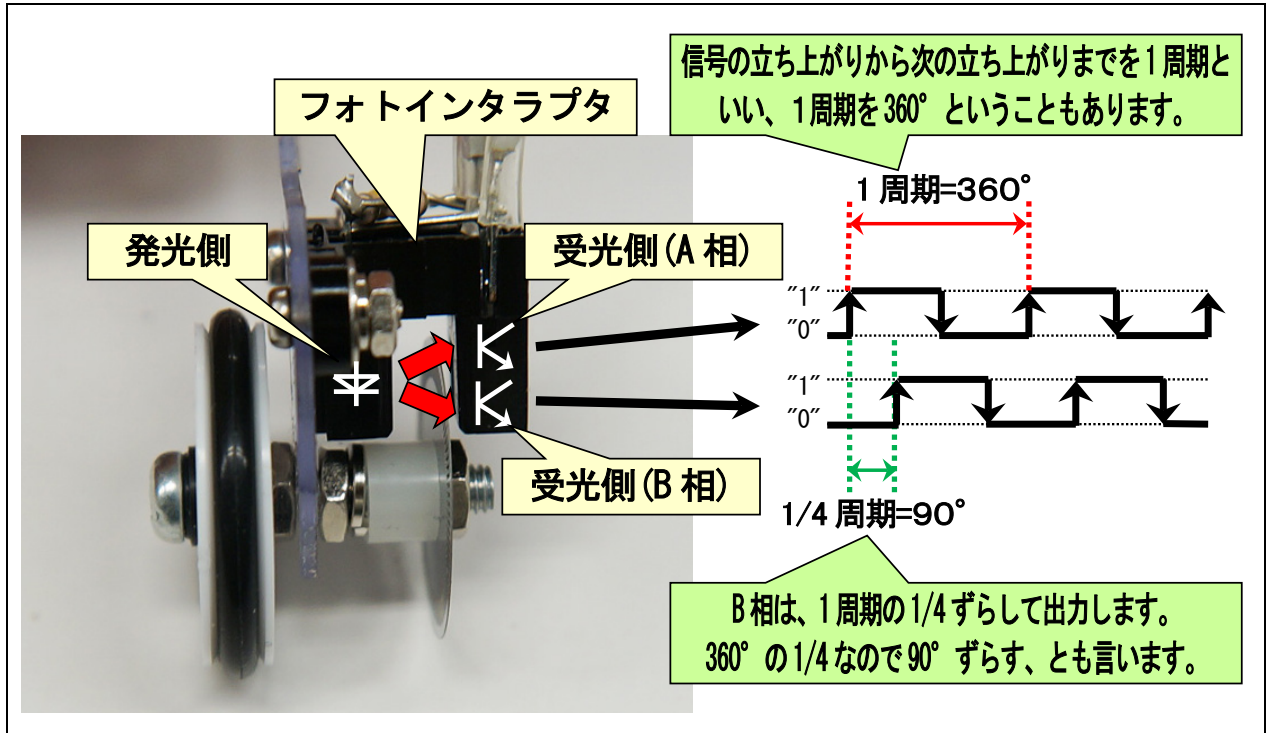 信号の立ち上がりから次の立ち上がりまでを1周期と
いい、1周期を360°ということもあります。
フォトインタラプタ
1周期=360°
発光側
受光側(A相)
"1"
"0"
"1"
"0"
受光側(B相)
1/4周期=90°
B相は、1周期の1/4ずらして出力します。
360°の1/4なので90°ずらす、とも言います。